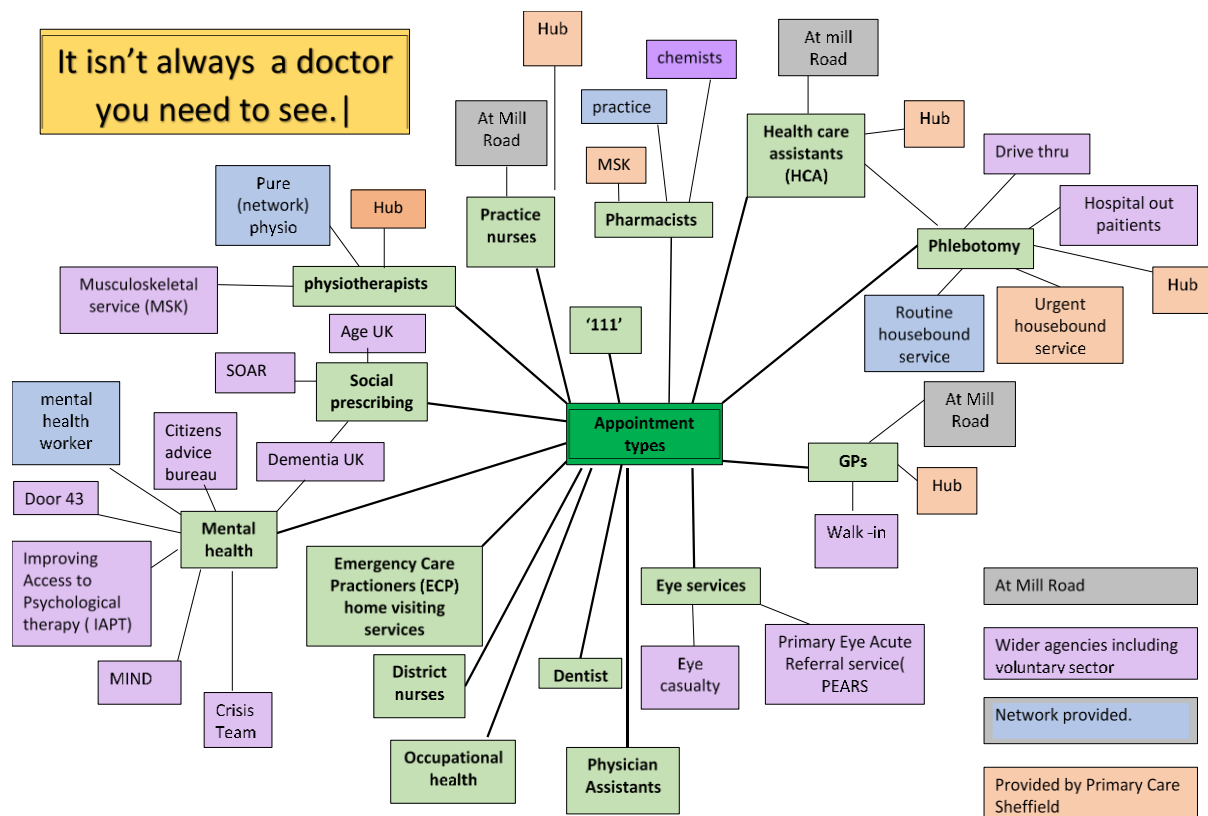 It isn’t always  a doctor
you need to see.|
Hub
chemists
At mill
Road
practice
At Mill
Road
Health care
assistants
(HCA)
Hub
Drive thru
MSK
Pure
(network)
physio
Hub
Practice
nurses
Pharmacists
Hospital out
paitients
Phlebotomy
Musculoskeletal
service (MSK)
physiotherapists
Hub
Routine
housebound
service
Urgent
housebound
service
‘111’
Age UK
SOAR
Social
prescribing
mental
health
worker
Citizens
advice
bureau
Dementia UK
Appointment
types
At Mill
Road
GPs
Hub
Door 43
Mental
health
Walk -in
Improving
Access to
Psychological
therapy ( IAPT)
Emergency Care
Practioners (ECP)
home visiting
services
Eye services
At Mill Road
MIND
Crisis
Team
District
nurses
Dentist
Eye
casualty
Primary Eye Acute
Referral service(
PEARS
Wider agencies including
voluntary sector
Network provided.
Occupational
health
Physician
Assistants
Provided by Primary Care
Sheffield